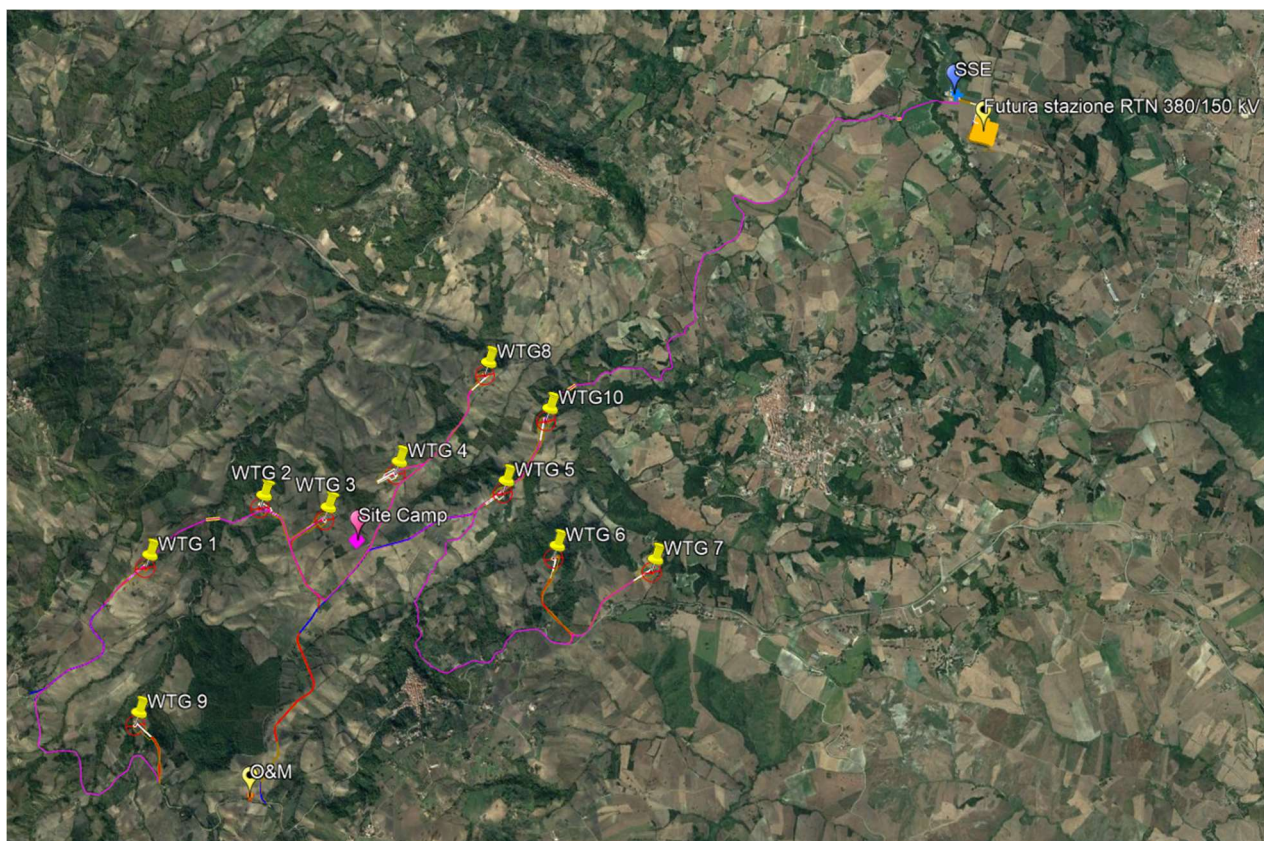 SSE
Futura stazione RTN 380/150 kV
WTG8
WTG10
WTG 4
WTG 5
WTG 2
WTG 3
Site Camp
WTG 6
WTG 7
WTG 1
WTG 9
O&M